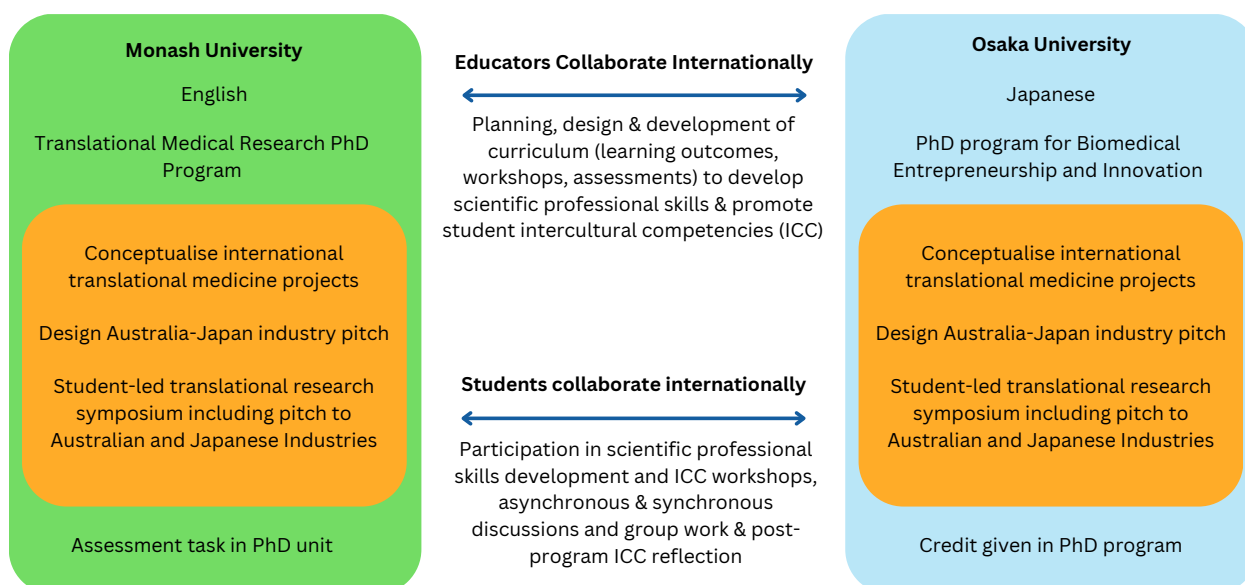 Monash University
English
Translational Medical Research PhD
Program
Conceptualise international
translational medicine projects
Design Australia-Japan industry pitch
Student-led translational research
symposium including pitch to
Australian and Japanese Industries
Assessment task in PhD unit
Educators Collaborate Internationally
Planning, design & development of
curriculum (learning outcomes,
workshops, assessments) to develop
scientific professional skills & promote
student intercultural competencies (ICC)
Students collaborate internationally
Participation in scientific professional
skills development and ICC workshops,
asynchronous & synchronous
discussions and group work & post-
program ICC reflection
Osaka University
Japanese
PhD program for Biomedical
Entrepreneurship and Innovation
Conceptualise international
translational medicine projects
Design Australia-Japan industry pitch
Student-led translational research
symposium including pitch to
Australian and Japanese Industries
Credit given in PhD program